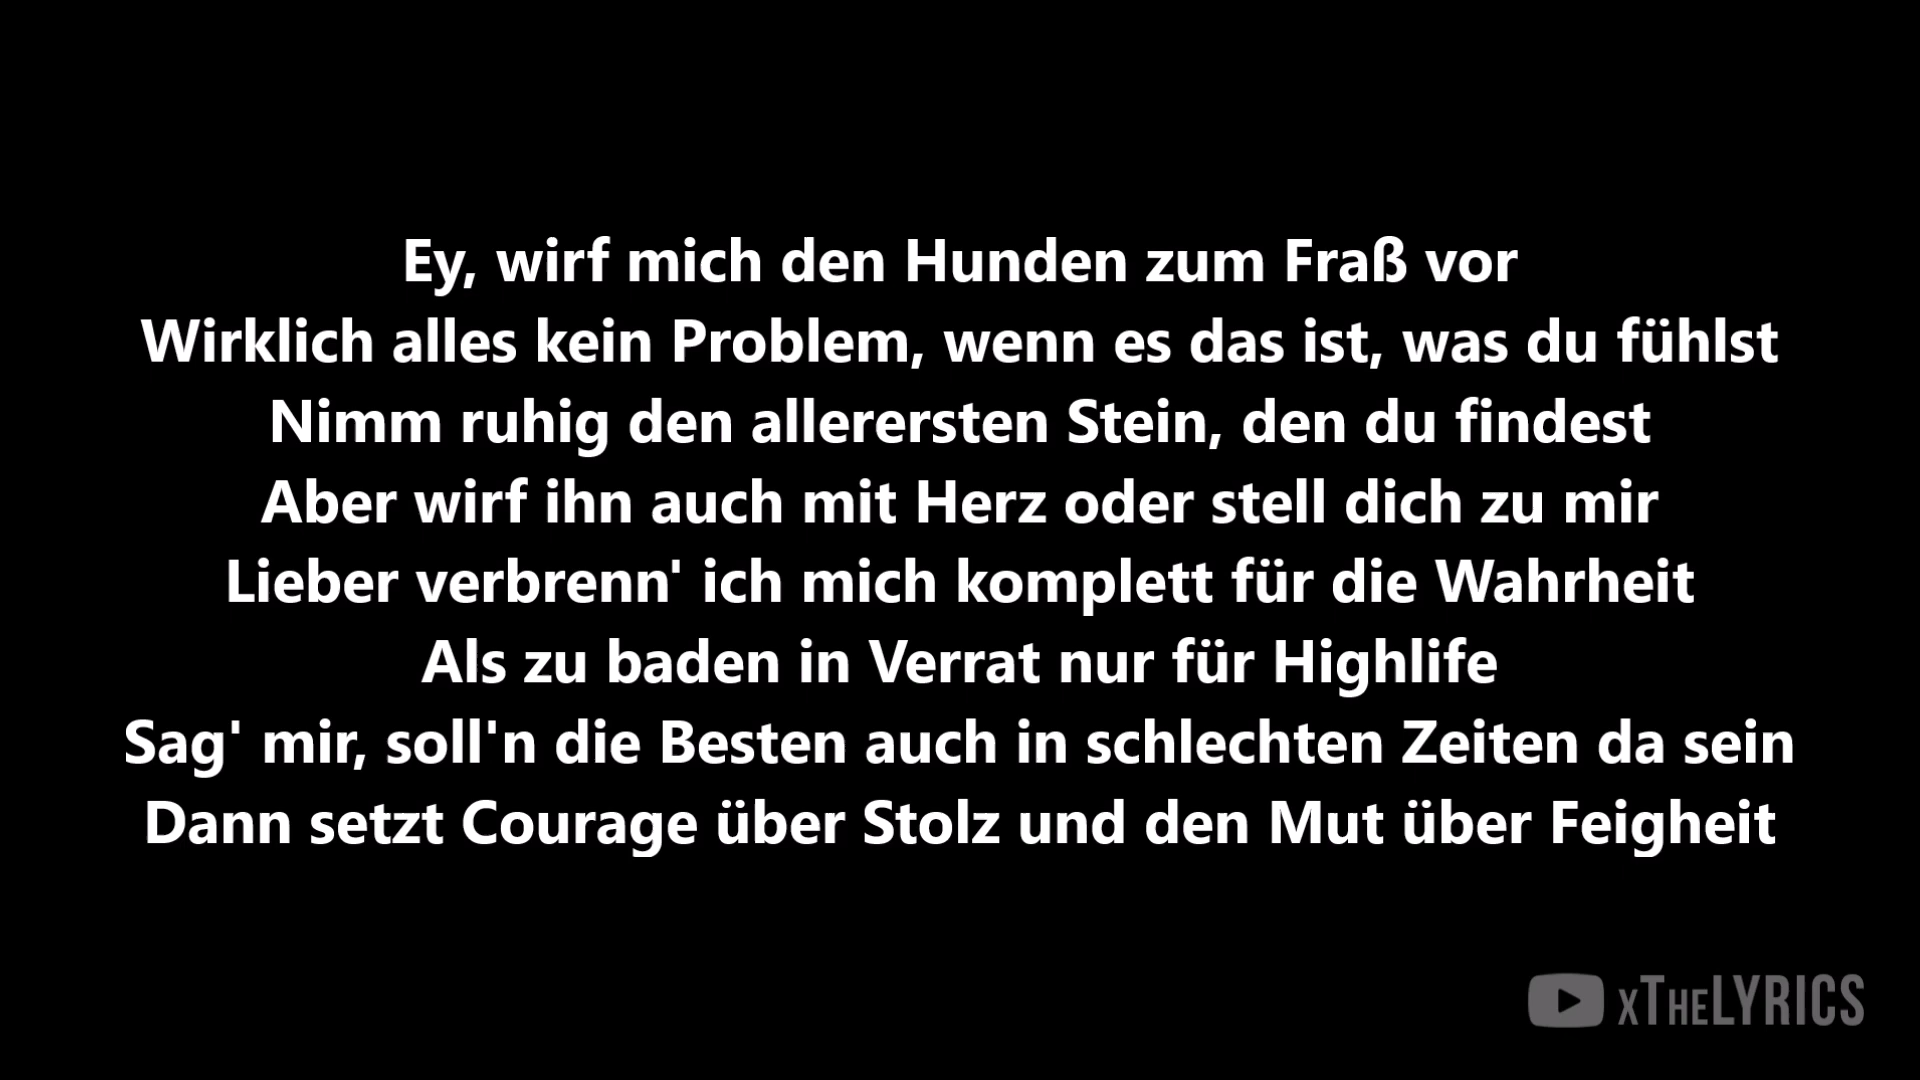 Ey, wirf mich den Hunden zum Fraß vor
Wirklich alles kein Problem, wenn es das ist, was du fühlst
Nimm ruhig den allerersten Stein, den du findest
Aber wirf ihn auch mit Herz oder stell dich zu mir
Lieber verbrenn' ich mich komplett für die Wahrheit
Als zu baden in Verrat nur für Highlife
Sag' mir, soll'n die Besten auch in schlechten Zeiten da sein
Dann setzt Courage über Stolz und den Mut über Feigheit
xTheLYRICS